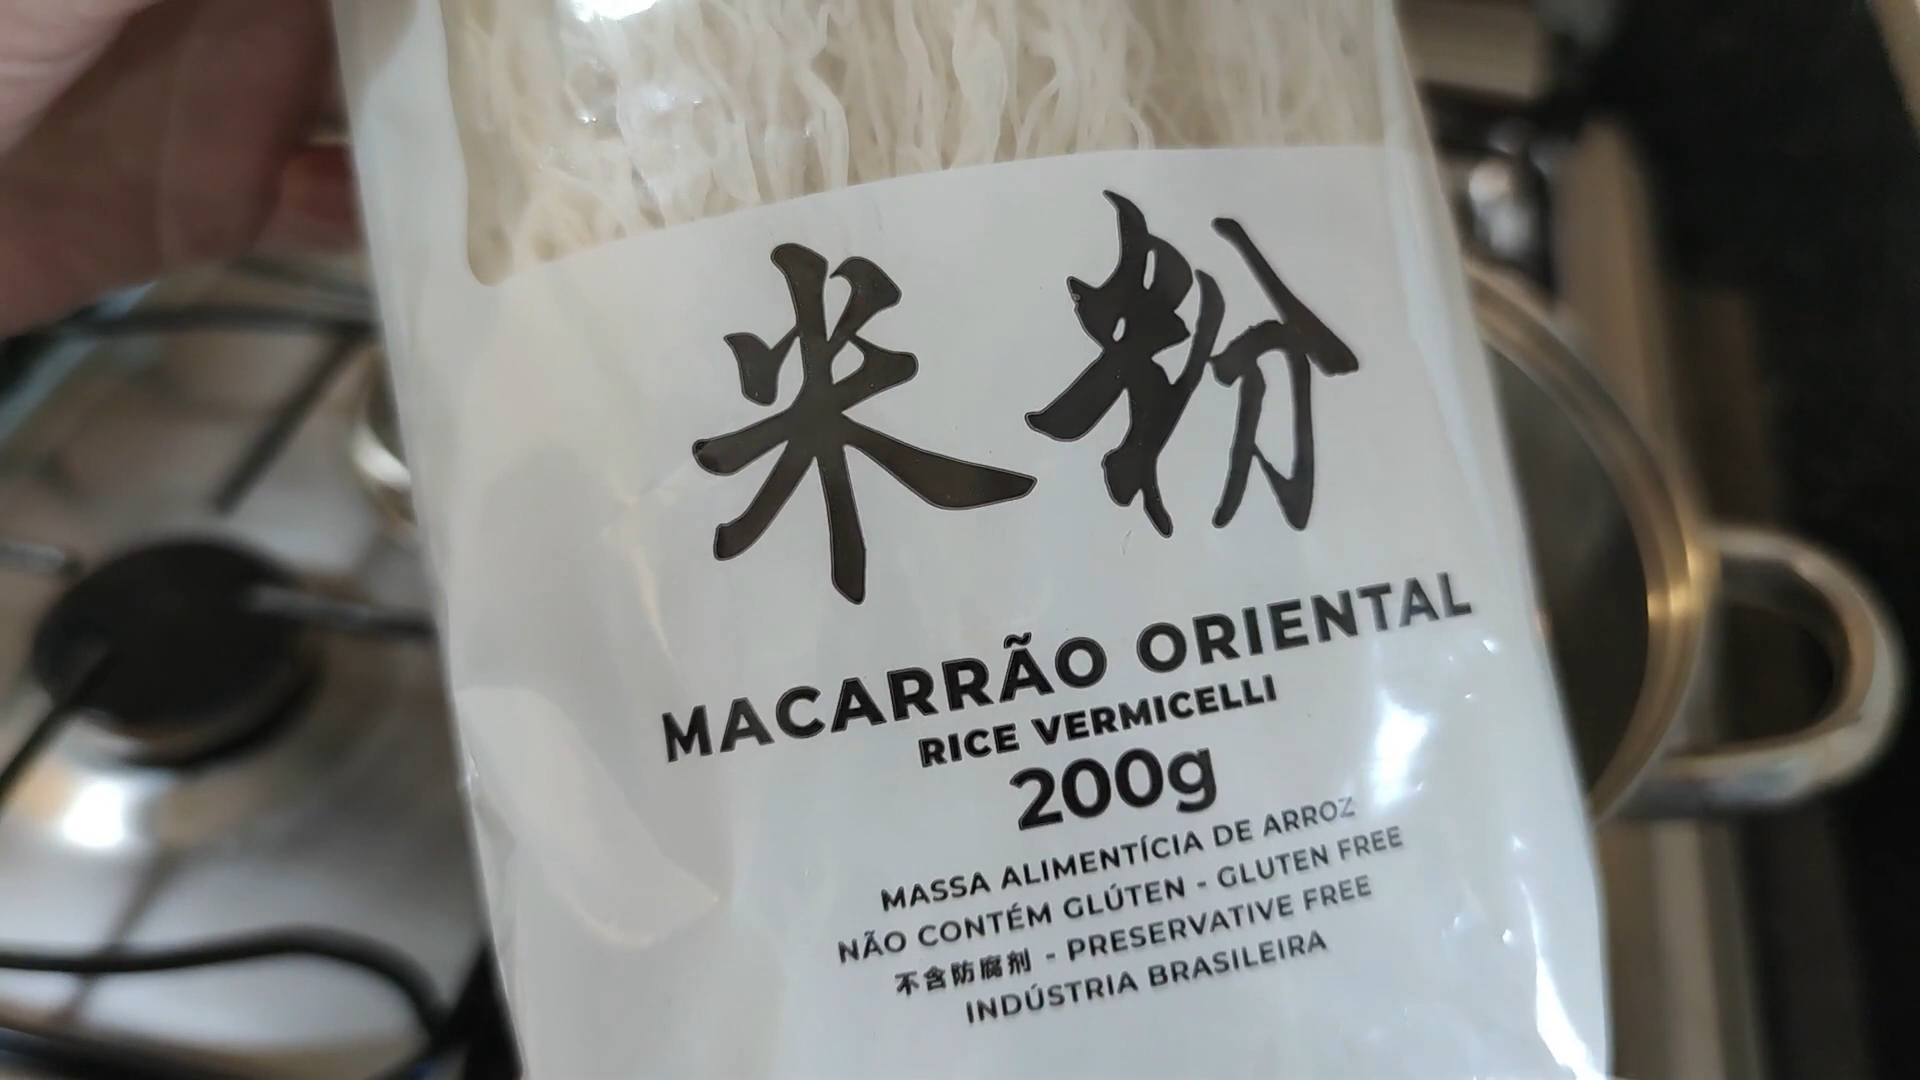 米粉
MACARRÃO ORIENTAL
RICE VERMICELLI
200g
MASSA ALIMENTÍCIA DE ARROZ
NÃO CONTÉM GLÚTEN - GLUTEN FREE
不含防腐剂 - PRESERVATIVE FREE
INDÚSTRIA BRASILEIRA